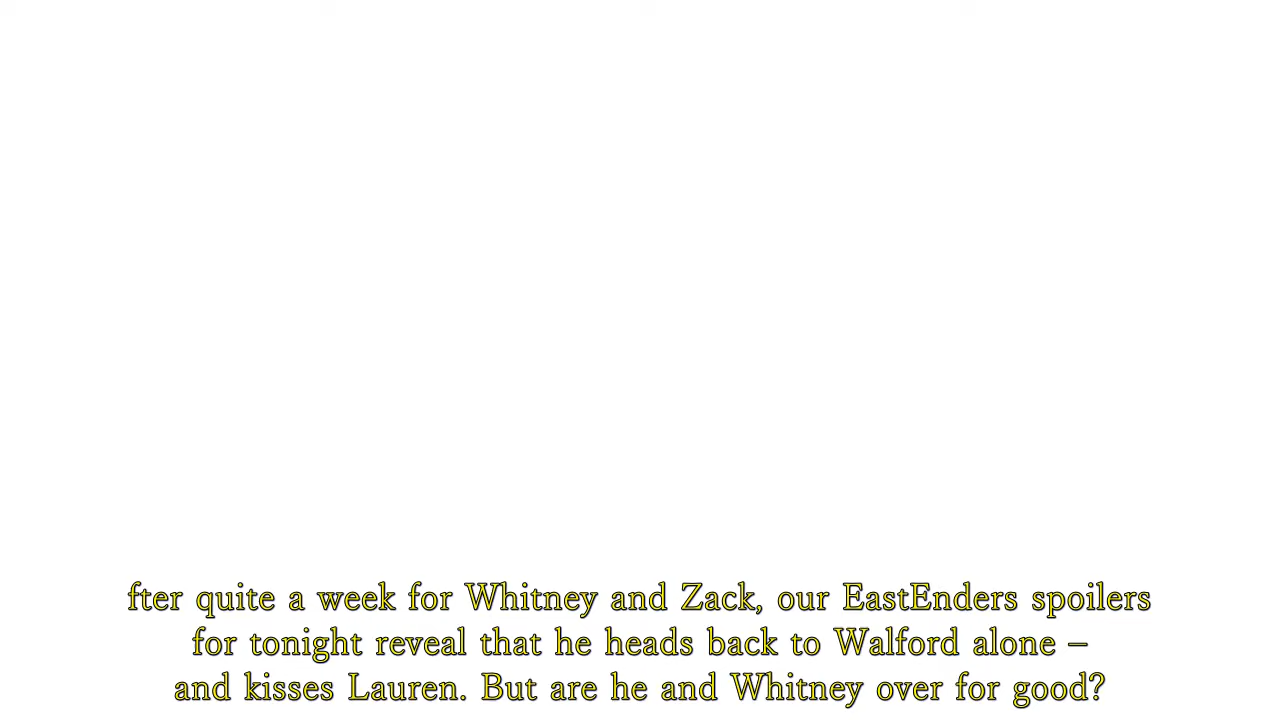 fter quite a week for Whitney and Zack, our EastEnders spoilers
for tonight reveal that he heads back to Walford alone –
and kisses Lauren. But are he and Whitney over for good?